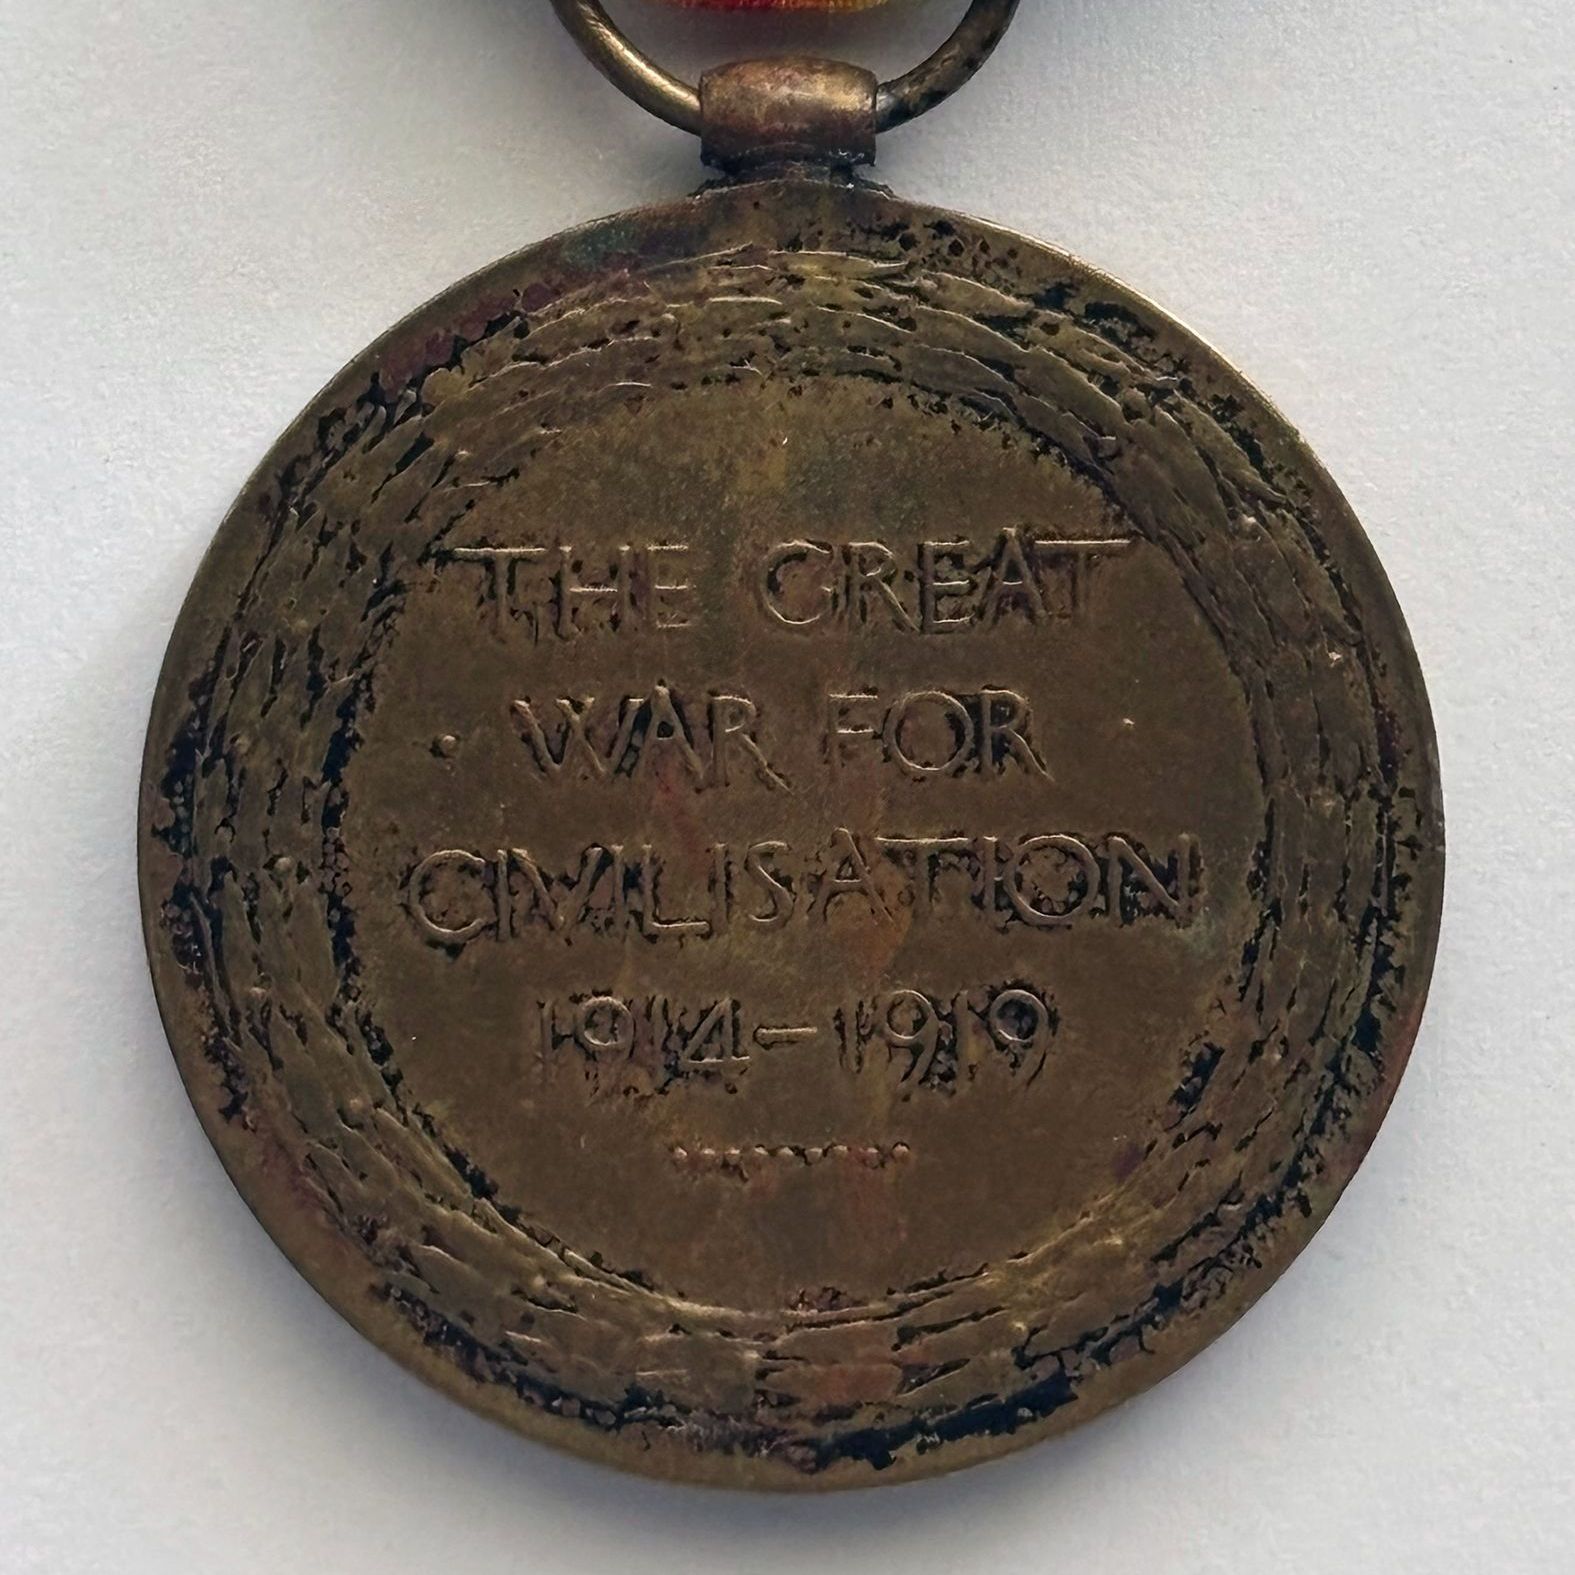 THE GREAT
WAR FOR
CIVILISATION
1914-1919